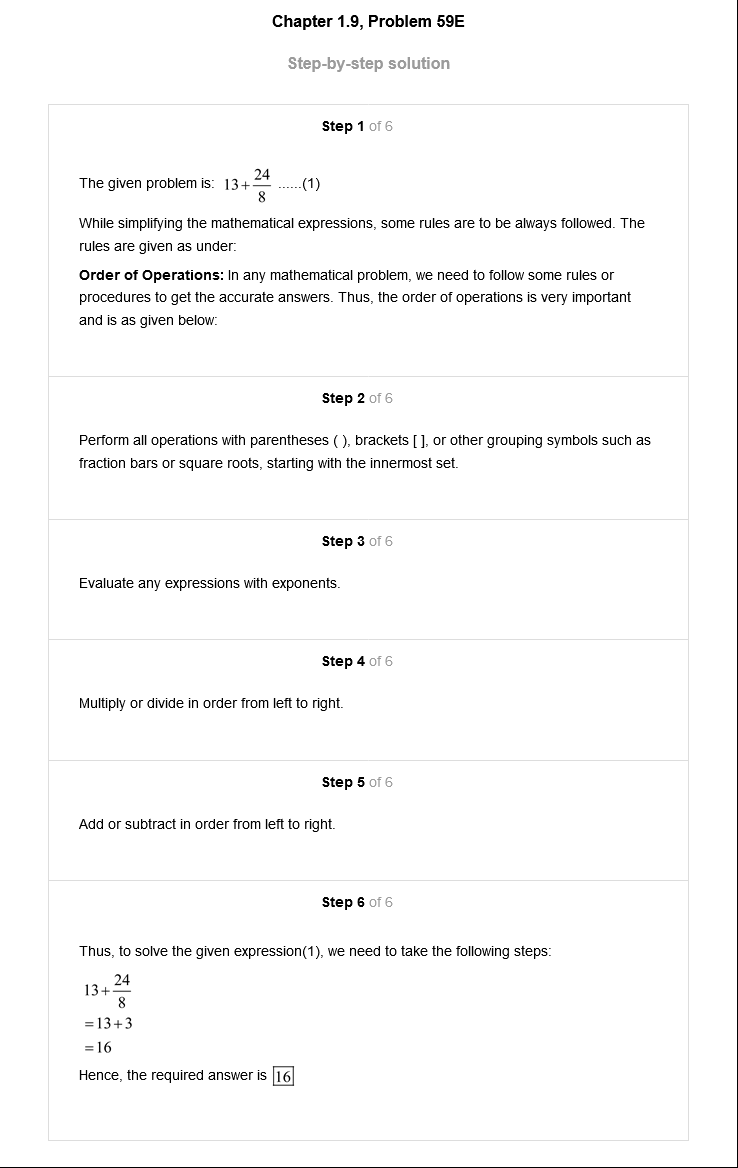 Chapter 1.9, Problem 59E
Step-by-step solution
Step 1 of 6
The given problem is: 13+24/8 ......(1)
While simplifying the mathematical expressions, some rules are to be always followed. The
rules are given as under:
Order of Operations: In any mathematical problem, we need to follow some rules or
procedures to get the accurate answers. Thus, the order of operations is very important
and is as given below:
Step 2 of 6
Perform all operations with parentheses ( ), brackets [ ], or other grouping symbols such as
fraction bars or square roots, starting with the innermost set.
Step 3 of 6
Evaluate any expressions with exponents.
Step 4 of 6
Multiply or divide in order from left to right.
Step 5 of 6
Add or subtract in order from left to right.
Step 6 of 6
Thus, to solve the given expression(1), we need to take the following steps:
13+24/8
=13+3
=16
Hence, the required answer is 16